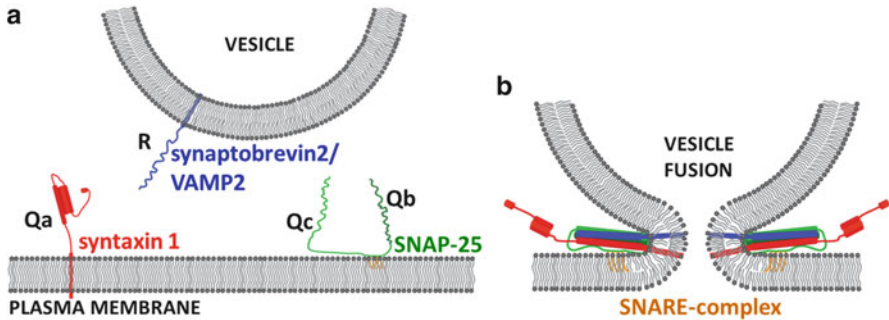 a
VESICLE
R
synaptobrevin2/
VAMP2
Qa
syntaxin 1
Qc
Qb
SNAP-25
PLASMA MEMBRANE
b
VESICLE
FUSION
SNARE-complex